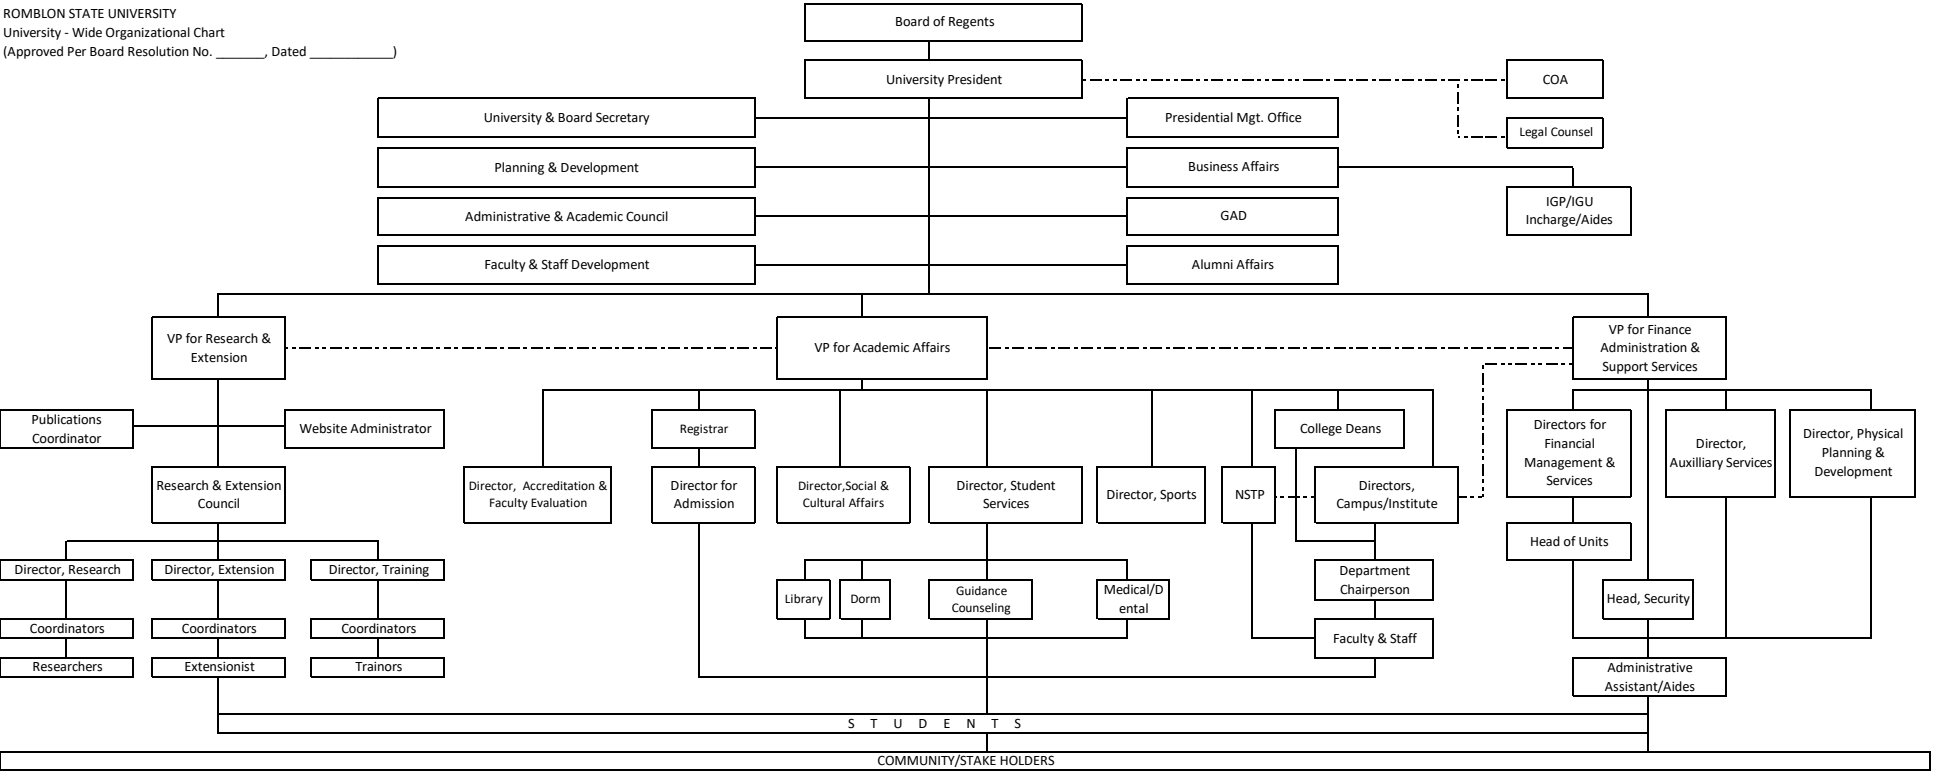 ROMBLON STATE UNIVERSITY
University - Wide Organizational Chart
(Approved Per Board Resolution No. _______, Dated ____________)
Board of Regents
University President
COA
Legal Counsel
University & Board Secretary
Presidential Mgt. Office
Planning & Development
Business Affairs
IGP/IGU
Incharge/Aides
Administrative & Academic Council
GAD
Faculty & Staff Development
Alumni Affairs
VP for Research &
Extension
VP for Academic Affairs
VP for Finance
Administration &
Support Services
Publications
Coordinator
Website Administrator
Registrar
College Deans
Directors for
Financial
Management &
Services
Director,
Auxilliary Services
Director, Physical
Planning &
Development
Research & Extension
Council
Director,  Accreditation &
Faculty Evaluation
Director for
Admission
Director,Social &
Cultural Affairs
Director, Student
Services
Director, Sports
NSTP
Directors,
Campus/Institute
Head of Units
Director, Research
Director, Extension
Director, Training
Library
Dorm
Guidance
Counseling
Medical/D
ental
Department
Chairperson
Head, Security
Coordinators
Coordinators
Coordinators
Faculty & Staff
Researchers
Extensionist
Trainors
Administrative
Assistant/Aides
S T U D E N T S
COMMUNITY/STAKE HOLDERS